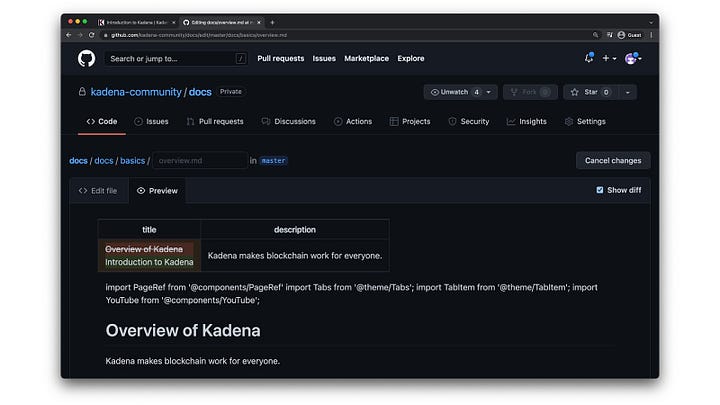 Introduction to Kadena | Kaden
Editing docs/overview.md at m
github.com/kadena-community/docs/edit/master/docs/basics/overview.md
Guest
Search or jump to...
/
Pull requests
Issues
Marketplace
Explore
kadena-community / docs
Private
Unwatch
4
Fork
0
Star
0
Code
Issues
Pull requests
Discussions
Actions
Projects
Security
Insights
Settings
docs / docs / basics / overview.md in master
Cancel changes
Edit file
Preview
Show diff
title
description
Overview of Kadena
Introduction to Kadena
Kadena makes blockchain work for everyone.
import PageRef from '@components/PageRef' import Tabs from '@theme/Tabs'; import TabItem from '@theme/TabItem'; import
YouTube from '@components/YouTube';
Overview of Kadena
Kadena makes blockchain work for everyone.